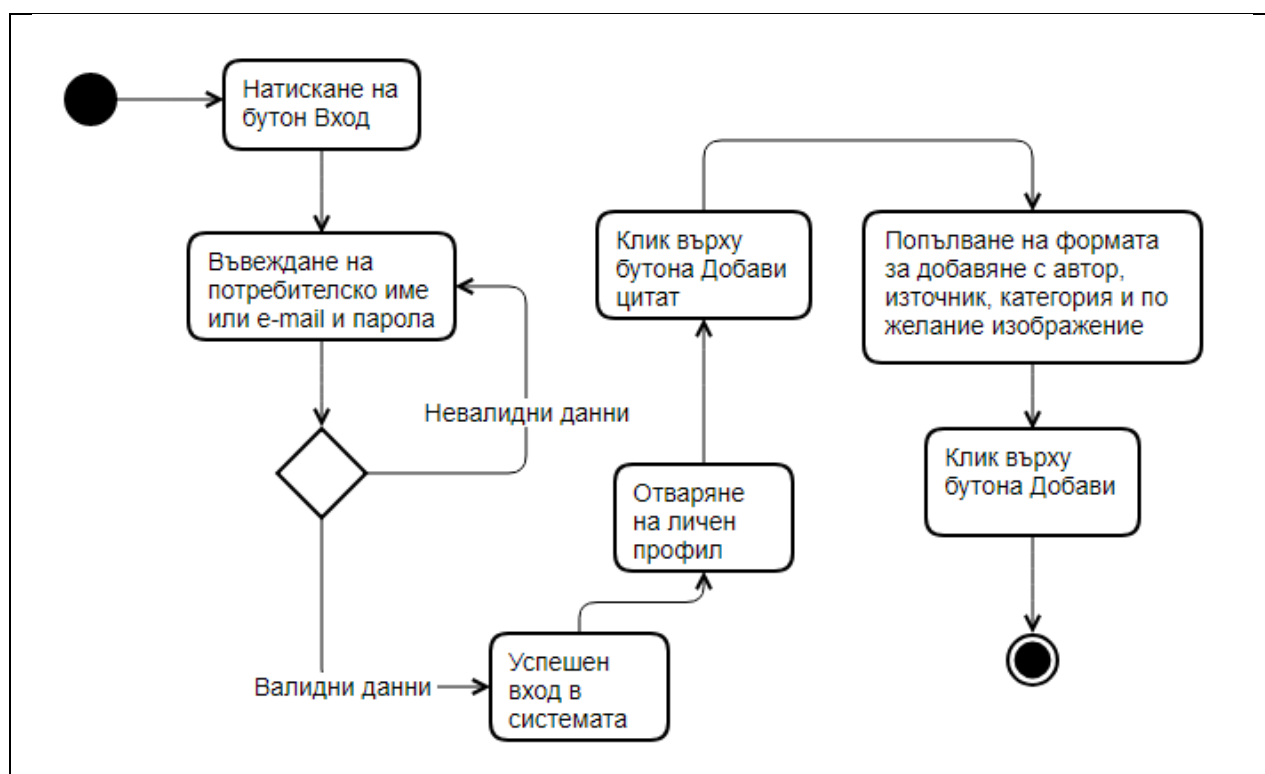 Натискане на
бутон Вход
Въвеждане на
потребителско име
или e-mail и парола
Невалидни данни
Валидни данни
Успешен
вход в
системата
Отваряне
на личен
профил
Клик върху
бутона Добави
цитат
Попълване на формата
за добавяне с автор,
източник, категория и по
желание изображение
Клик върху
бутона Добави